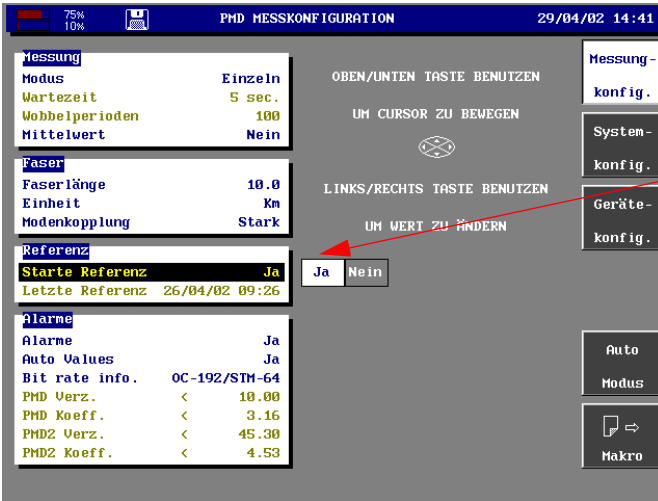 75%
10%
PMD MESSKONFIGURATION 29/04/02 14:41
Messung
Modus Einzeln
Wartezeit 5 sec.
Wobbelperioden 100
Mittelwert Nein
Faser
Faserlänge 10.0
Einheit Km
Modenkopplung Stark
Referenz
Starte Referenz Ja
Letzte Referenz 26/04/02 09:26
Alarme
Alarme Ja
Auto Values Ja
Bit rate info. OC-192/STM-64
PMD Verz. < 10.00
PMD Koeff. < 3.16
PMD2 Verz. < 45.30
PMD2 Koeff. < 4.53
OBEN/UNTEN TASTE BENUTZEN
UM CURSOR ZU BEWEGEN
LINKS/RECHTS TASTE BENUTZEN
UM WERT ZU ÄNDERN
Ja Nein
Messung-
konfig.
System-
konfig.
Geräte-
konfig.
Auto
Modus
Makro